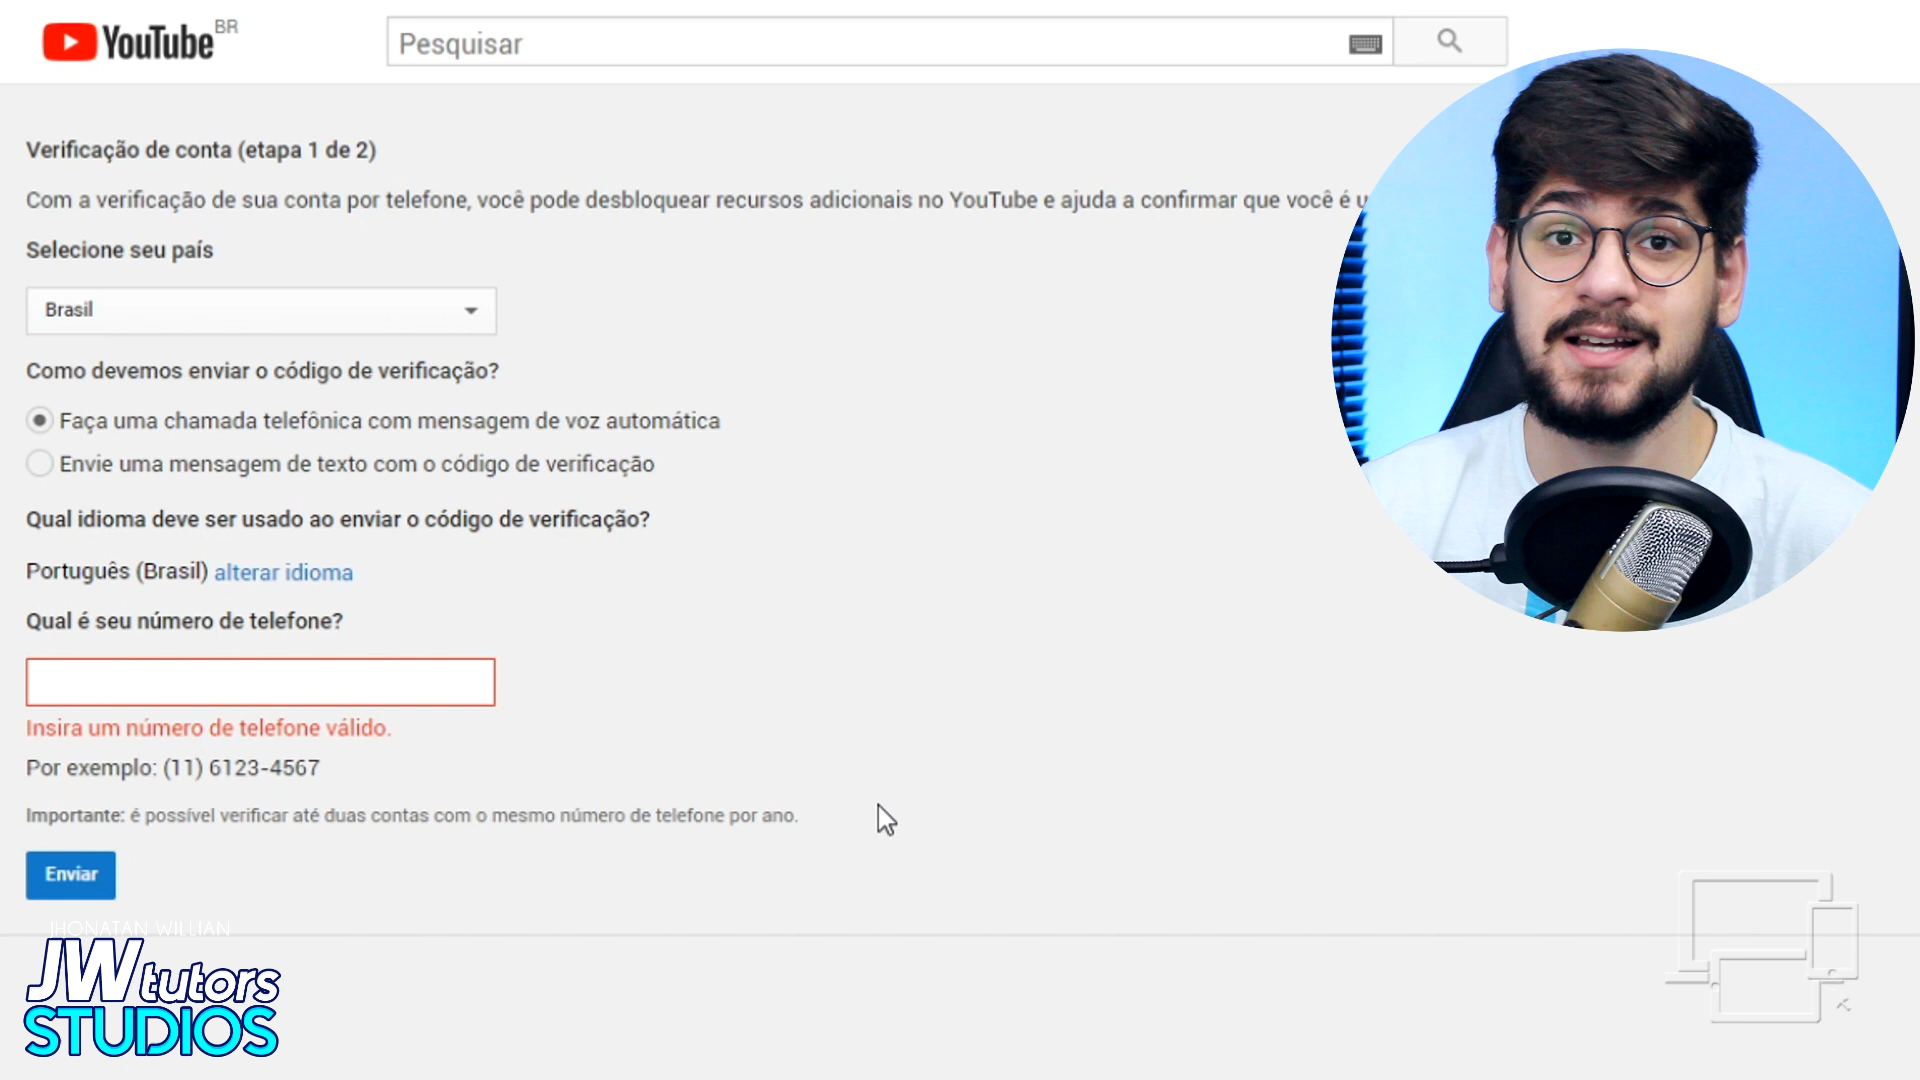 YouTube BR
Pesquisar
Verificação de conta (etapa 1 de 2)
Com a verificação de sua conta por telefone, você pode desbloquear recursos adicionais no YouTube e ajuda a confirmar que você é u
Selecione seu país
Brasil
Como devemos enviar o código de verificação?
Faça uma chamada telefônica com mensagem de voz automática
Envie uma mensagem de texto com o código de verificação
Qual idioma deve ser usado ao enviar o código de verificação?
Português (Brasil) alterar idioma
Qual é seu número de telefone?
Insira um número de telefone válido.
Por exemplo: (11) 6123-4567
Importante: é possível verificar até duas contas com o mesmo número de telefone por ano.
Enviar
JHONATAN WILLIAN
JWtutors
STUDIOS